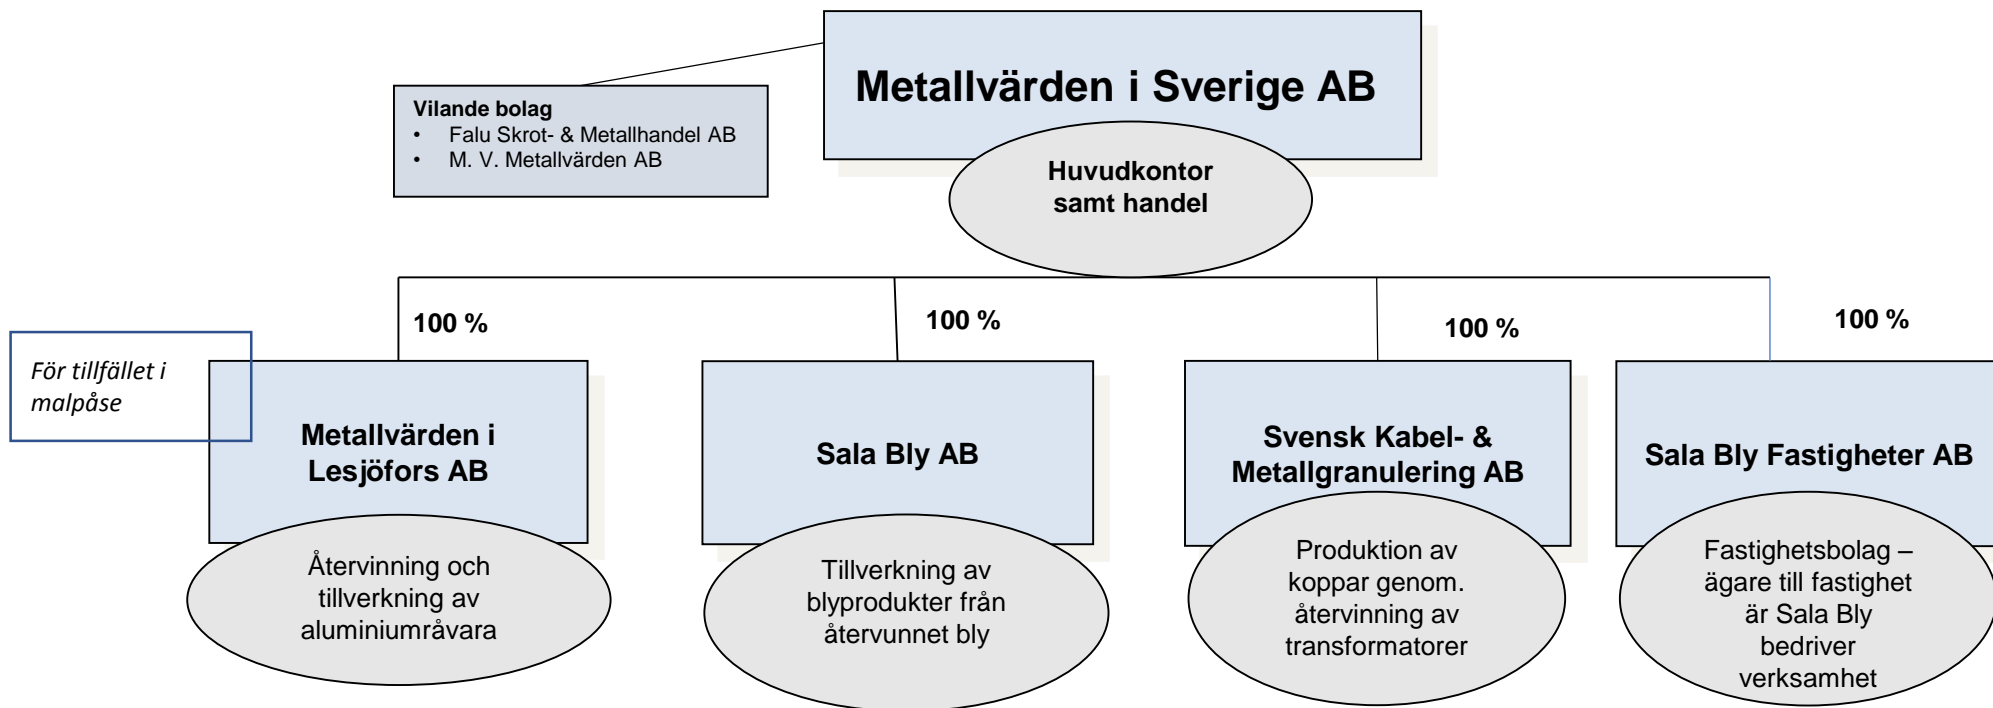 Metallvärden i Sverige AB
Vilande bolag
• Falu Skrot- & Metallhandel AB
• M. V. Metallvärden AB
Huvudkontor
samt handel
100 %
100 %
100 %
100 %
För tillfället i
malpåse
Metallvärden i
Lesjöfors AB
Återvinning och
tillverkning av
aluminiumråvara
Sala Bly AB
Tillverkning av
blyprodukter från
återvunnet bly
Svensk Kabel- &
Metallgranulering AB
Produktion av
koppar genom.
återvinning av
transformatorer
Sala Bly Fastigheter AB
Fastighetsbolag –
ägare till fastighet
är Sala Bly
bedriver
verksamhet